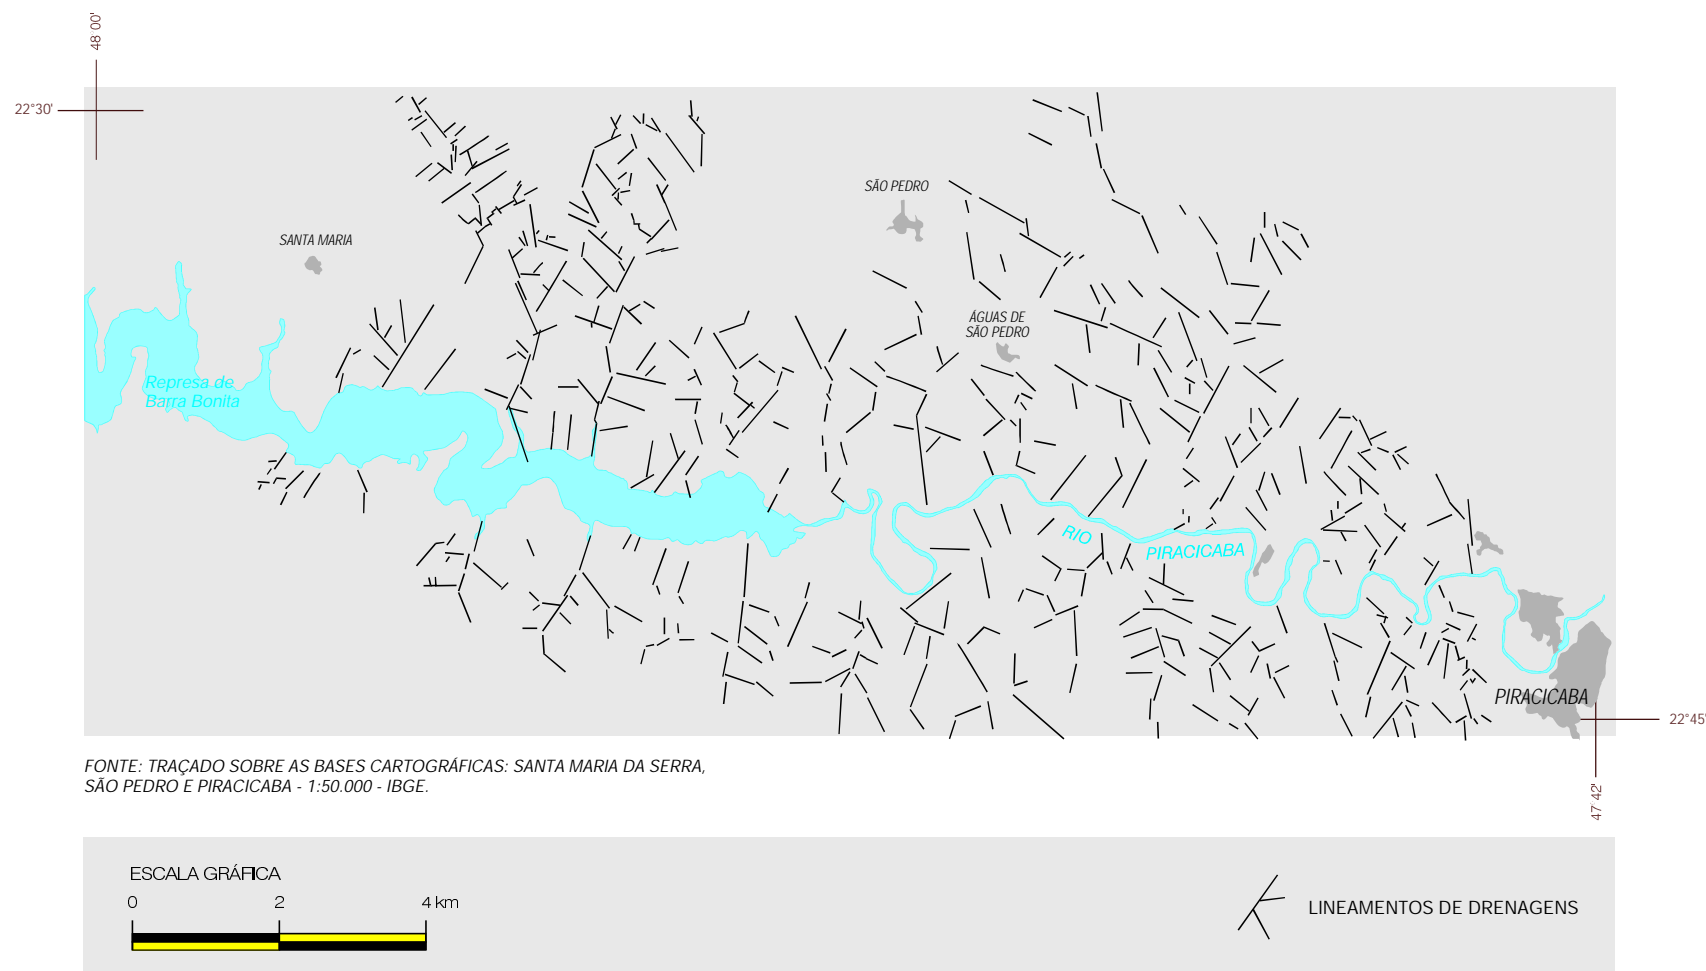 48°00'
22°30'
SÃO PEDRO
SANTA MARIA
ÁGUAS DE
SÃO PEDRO
Represa de
Barra Bonita
RIO
PIRACICABA
PIRACICABA
22°45'
47°42'
FONTE: TRAÇADO SOBRE AS BASES CARTOGRÁFICAS: SANTA MARIA DA SERRA,
SÃO PEDRO E PIRACICABA - 1:50.000 - IBGE.
ESCALA GRÁFICA
0 2 4 km
LINEAMENTOS DE DRENAGENS